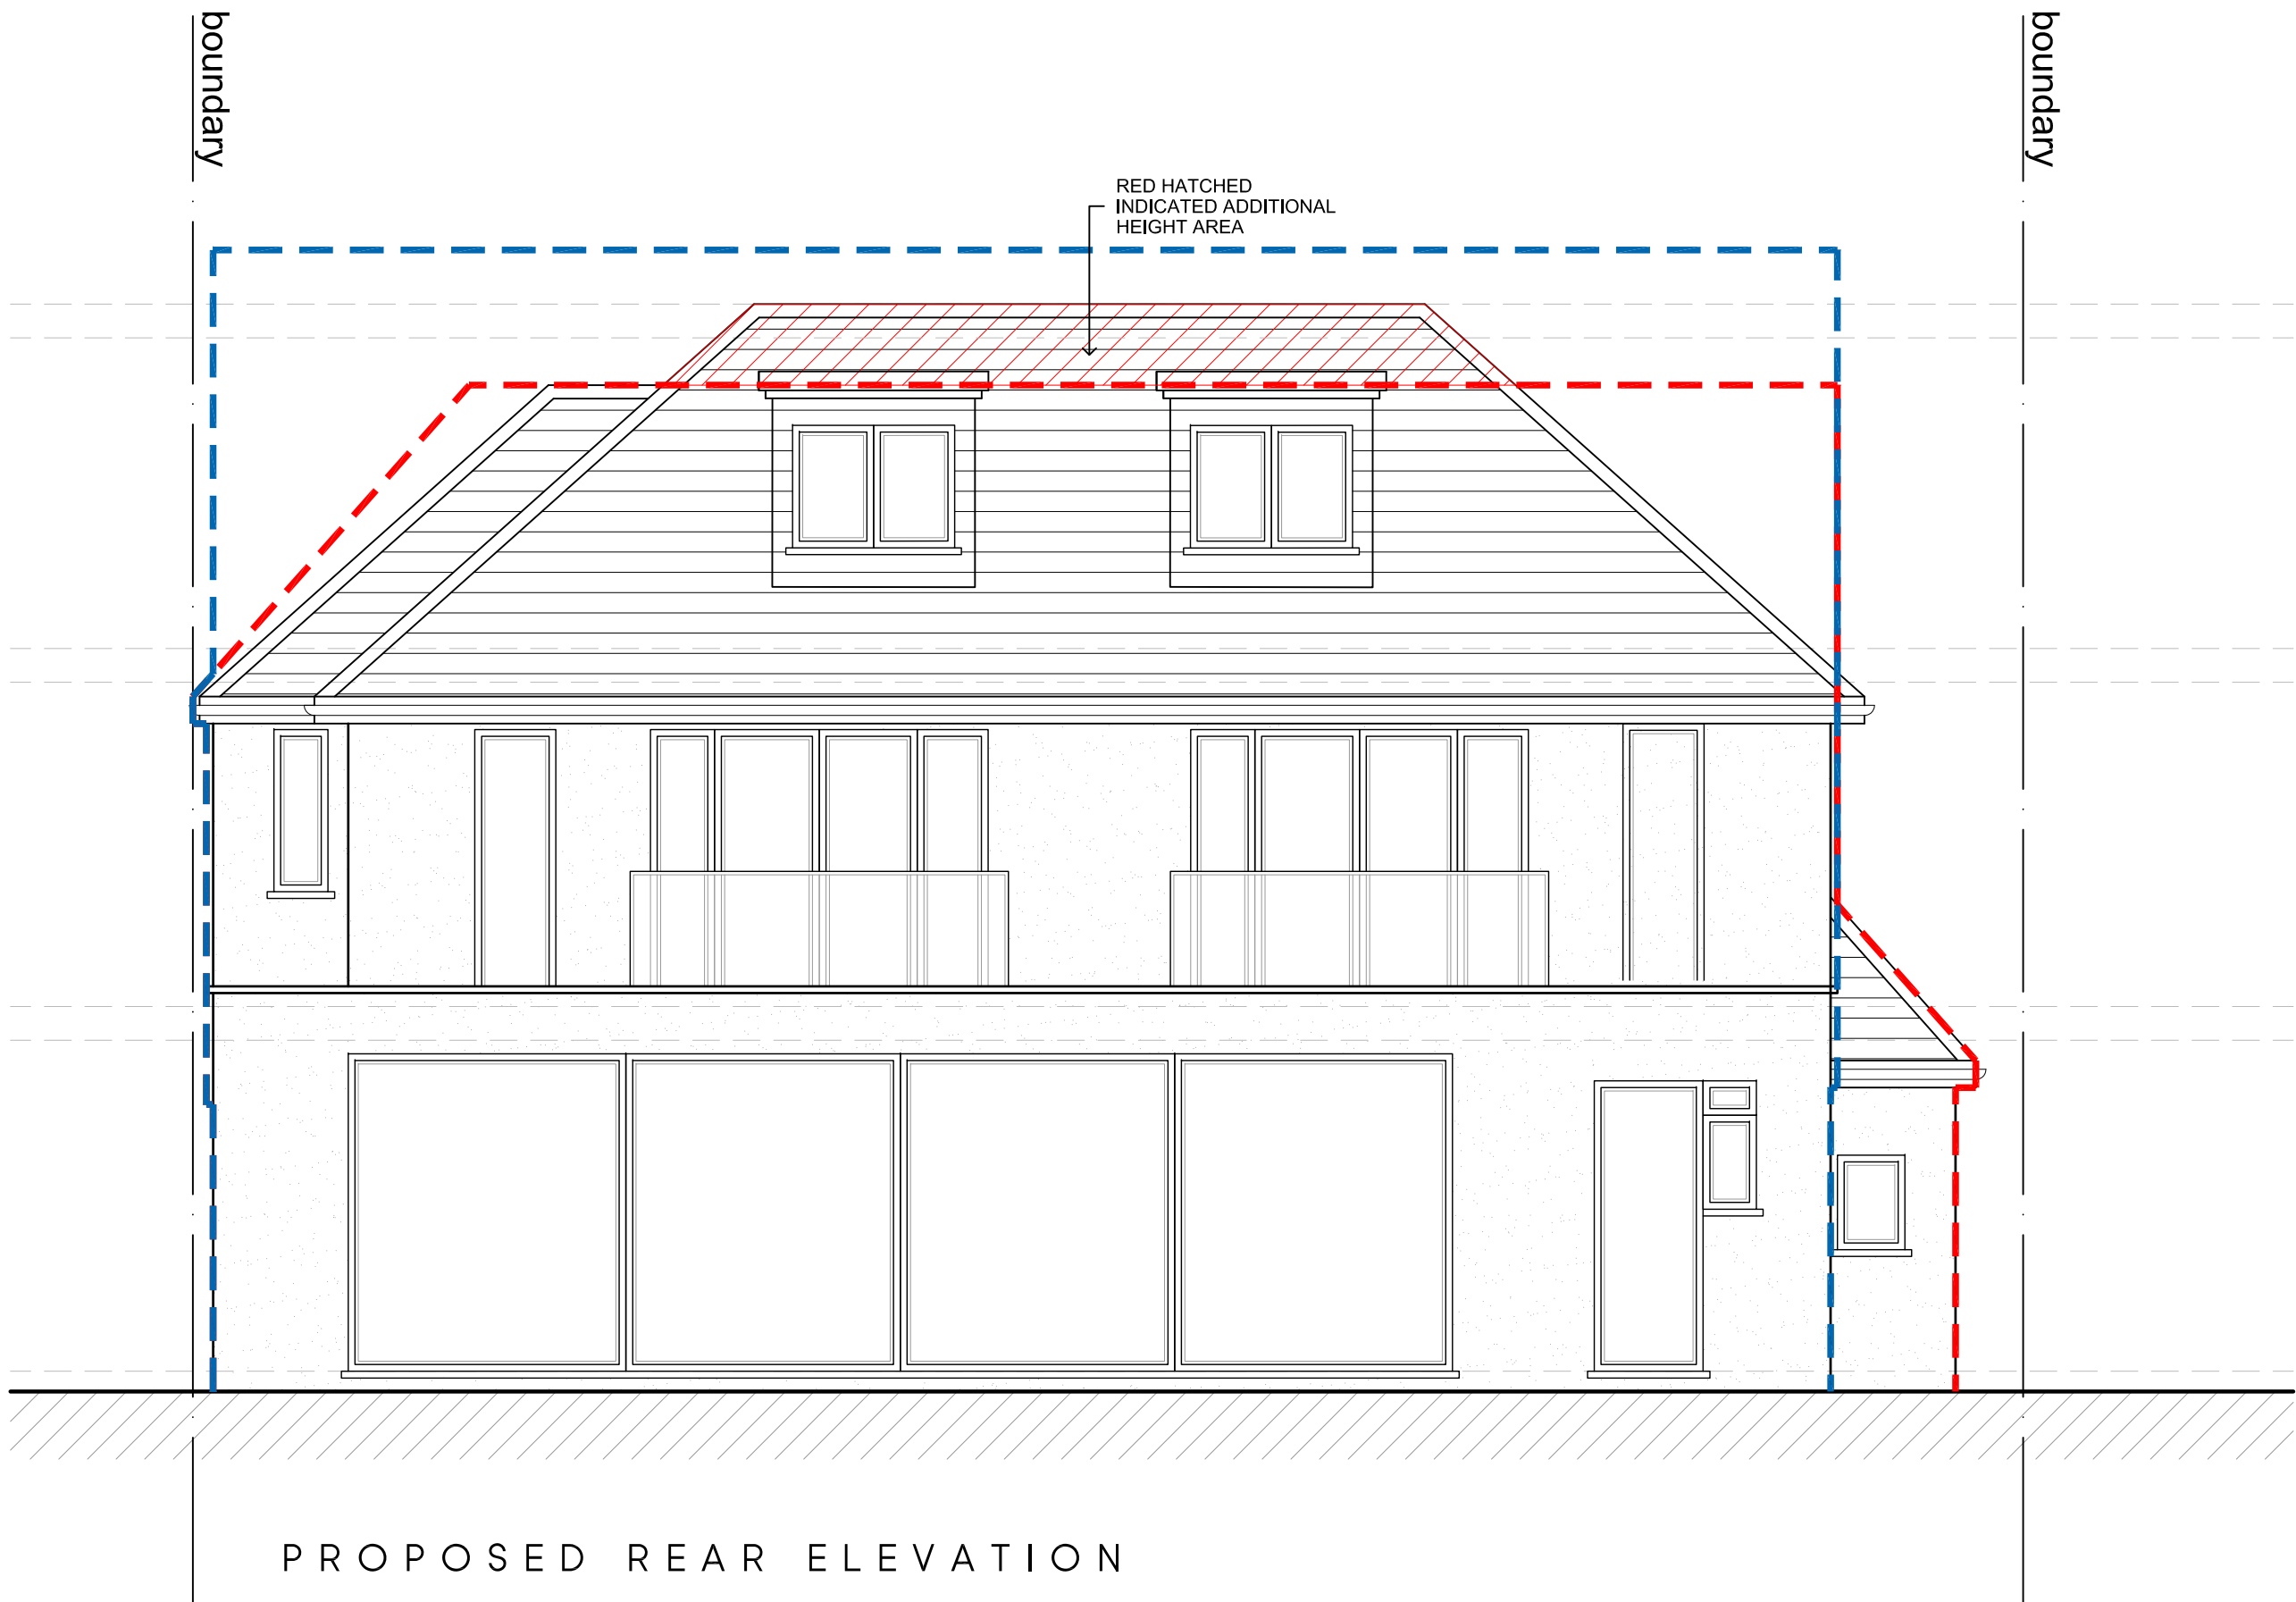 boundary
boundary
RED HATCHED
INDICATED ADDITIONAL
HEIGHT AREA
PROPOSED REAR ELEVATION